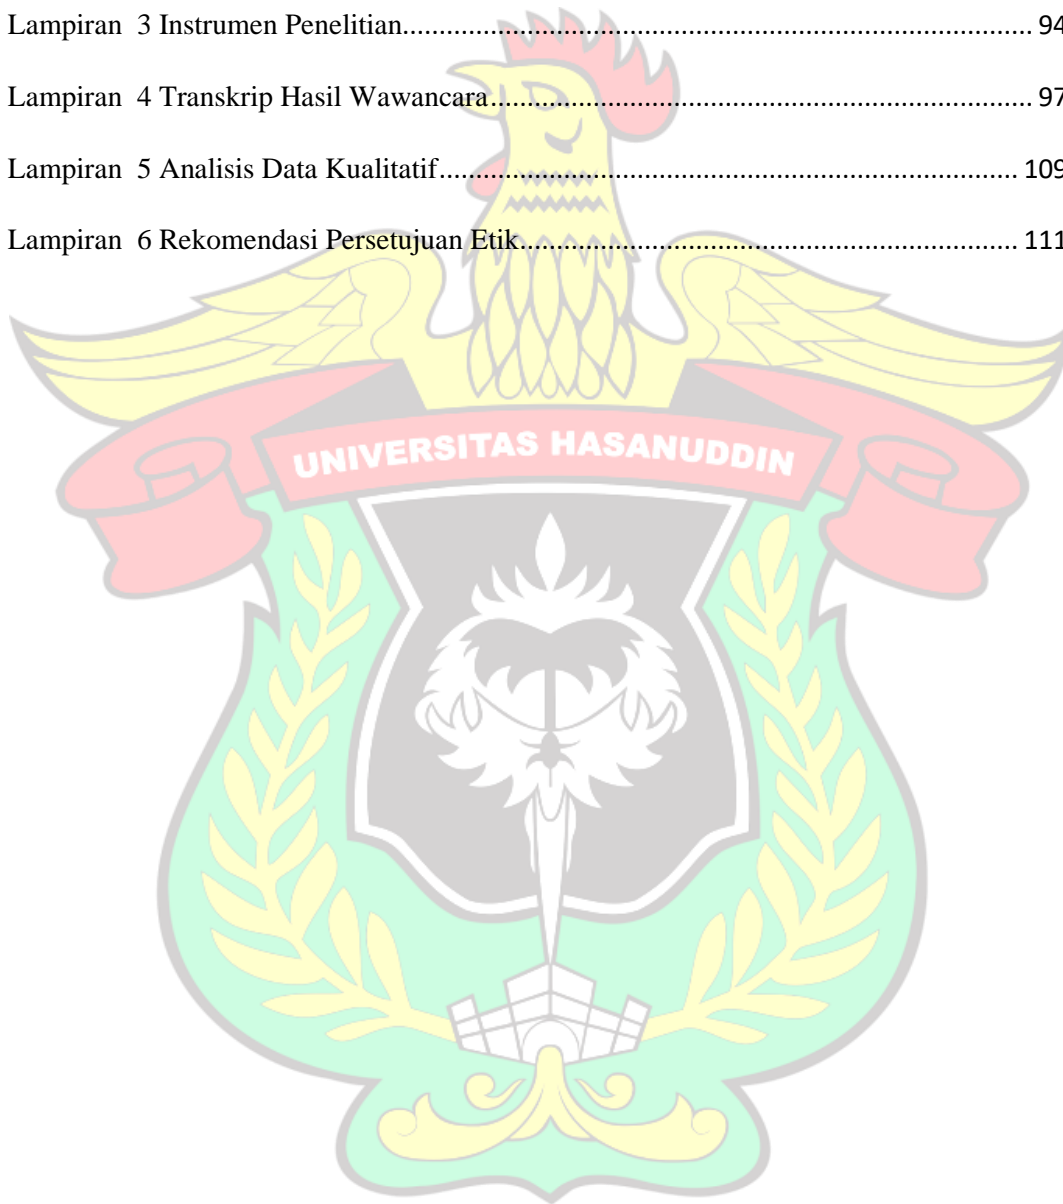 Lampiran  3 Instrumen Penelitian.................................................................................... 94
Lampiran  4 Transkrip Hasil Wawancara........................................................................ 97
Lampiran  5 Analisis Data Kualitatif............................................................................. 109
Lampiran  6 Rekomendasi Persetujuan Etik.................................................................. 111
UNIVERSITAS HASANUDDIN